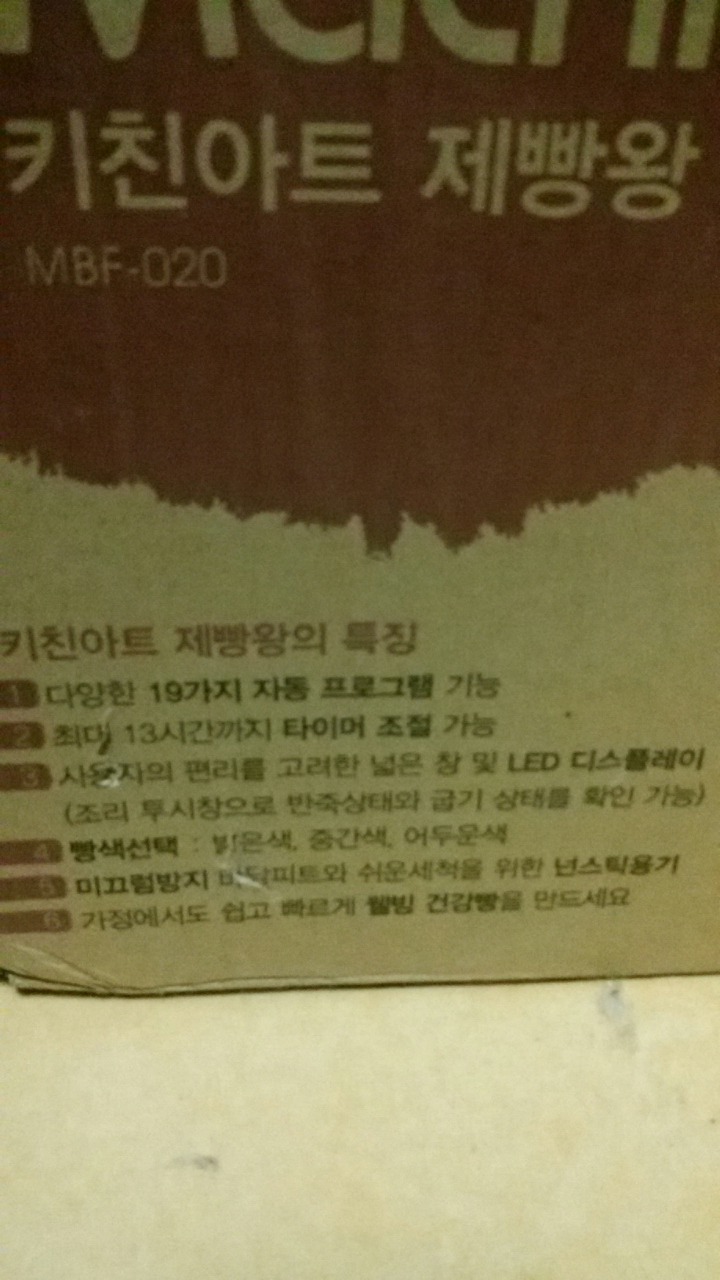 키친아트 제빵왕
MBF-020
키친아트 제빵왕의 특징
1 다양한 19가지 자동 프로그램 기능
2 최대 13시간까지 타이머 조절 가능
3 사용자의 편리를 고려한 넓은 창 및 LED 디스플레이
(조리 투시창으로 반죽상태와 굽기 상태를 확인 가능)
4 빵색선택 : 밝은색, 중간색, 어두운색
5 미끄럼방지 바닥피트와 쉬운세척을 위한 넌스틱용기
6 가정에서도 쉽고 빠르게 웰빙 건강빵을 만드세요